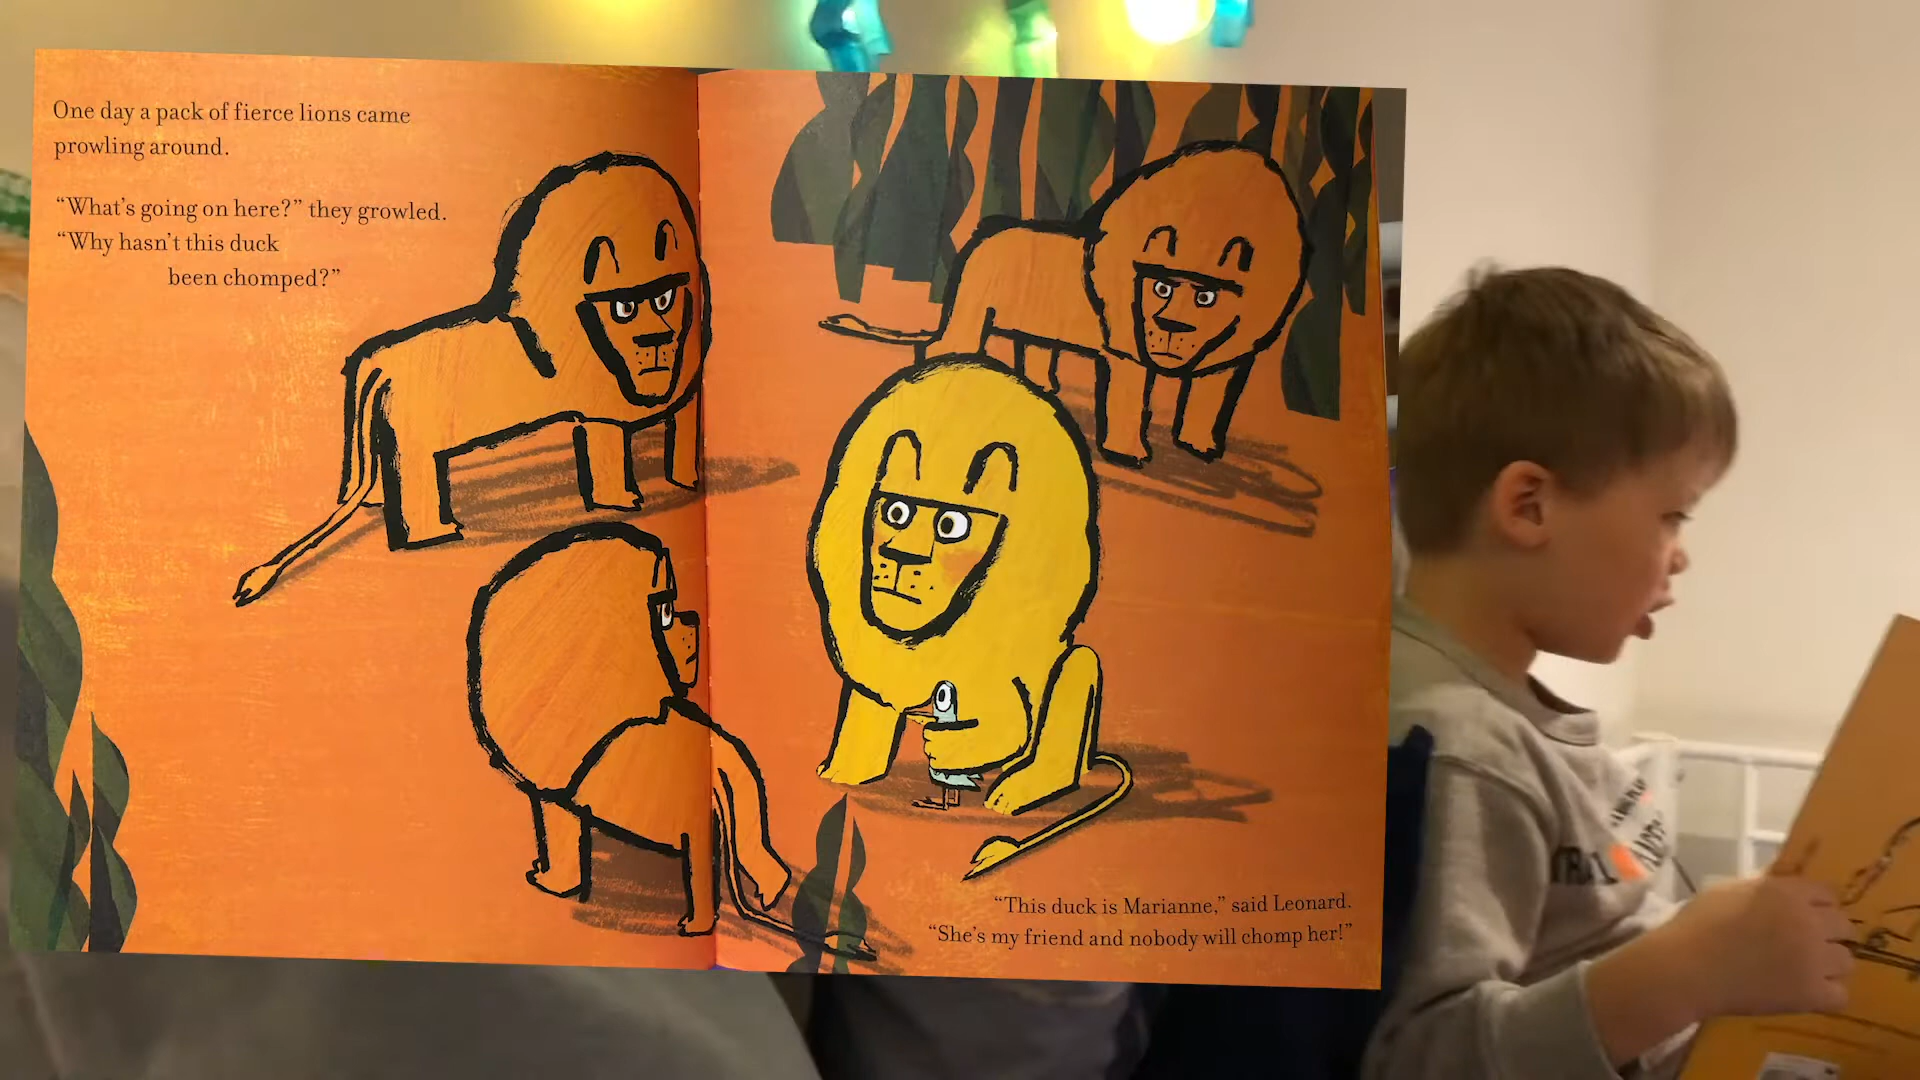 One day a pack of fierce lions came
prowling around.
“What’s going on here?” they growled.
“Why hasn’t this duck
been chomped?”
“This duck is Marianne,” said Leonard.
“She’s my friend and nobody will chomp her!”